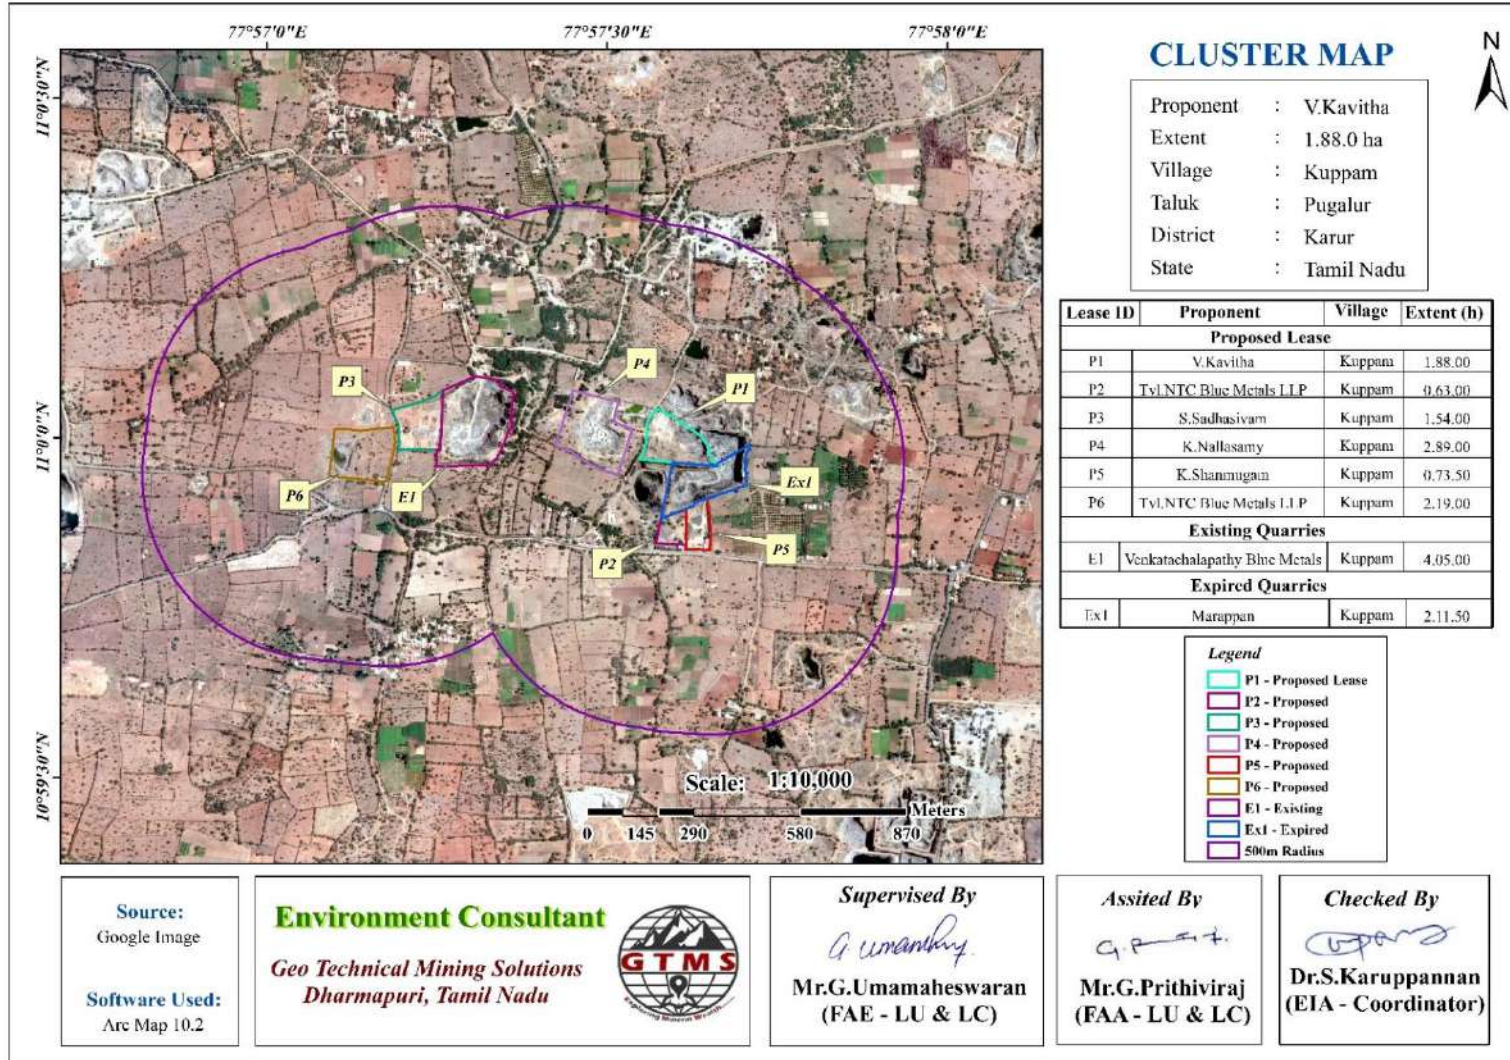 77°57'0"E
77°57'30"E
77°58'0"E
11°0'30"N
11°0'0"N
10°59'30"N
P3
P4
P1
P6
E1
Ex1
P2
P5
Scale: 1:10,000
Meters
0 145 290 580 870
CLUSTER MAP
N
Proponent : V.Kavitha
Extent : 1.88.0 ha
Village : Kuppam
Taluk : Pugalur
District : Karur
State : Tamil Nadu
Lease ID Proponent Village Extent (h)
Proposed Lease
P1 V.Kavitha Kuppam 1.88.00
P2 Tvl.NTC Blue Metals LLP Kuppam 0.63.00
P3 S.Sadhasivam Kuppam 1.54.00
P4 K.Nallasamy Kuppam 2.89.00
P5 K.Shanmugam Kuppam 0.73.50
P6 Tvl.NTC Blue Metals LLP Kuppam 2.19.00
Existing Quarries
E1 Venkatachalapathy Blue Metals Kuppam 4.05.00
Expired Quarries
Ex1 Marappan Kuppam 2.11.50
Legend
P1 - Proposed Lease
P2 - Proposed
P3 - Proposed
P4 - Proposed
P5 - Proposed
P6 - Proposed
E1 - Existing
Ex1 - Expired
500m Radius
Source:
Google Image
Software Used:
Arc Map 10.2
Environment Consultant
Geo Technical Mining Solutions
Dharmapuri, Tamil Nadu
GTMS
Exploring Mineral Wealth
Supervised By
G. Umamhy
Mr.G.Umamaheswaran
(FAE - LU & LC)
Assited By
Mr.G.Prithiviraj
(FAA - LU & LC)
Checked By
Dr.S.Karuppannan
(EIA - Coordinator)